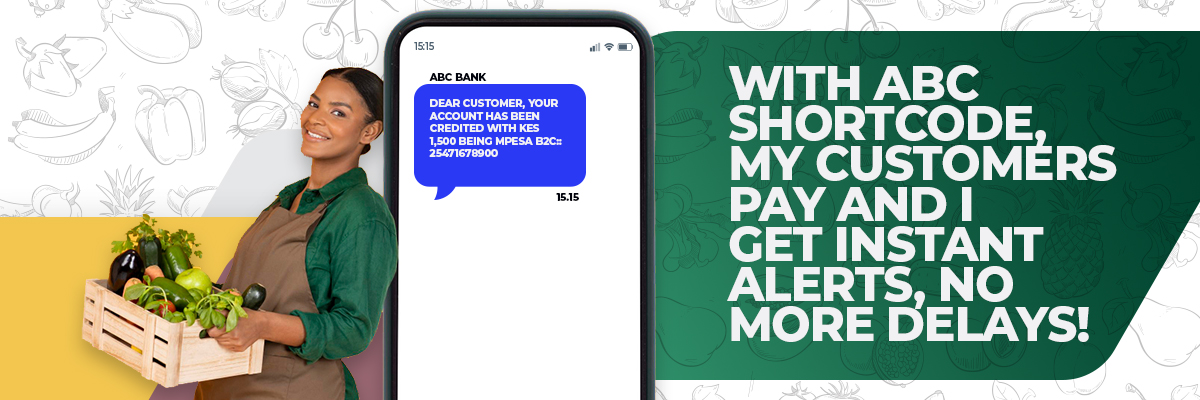 15:15
ABC BANK
DEAR CUSTOMER, YOUR
ACCOUNT HAS BEEN
CREDITED WITH KES
1,500 BEING MPESA B2C::
25471678900
15.15
WITH ABC
SHORTCODE,
MY CUSTOMERS
PAY AND I
GET INSTANT
ALERTS, NO
MORE DELAYS!